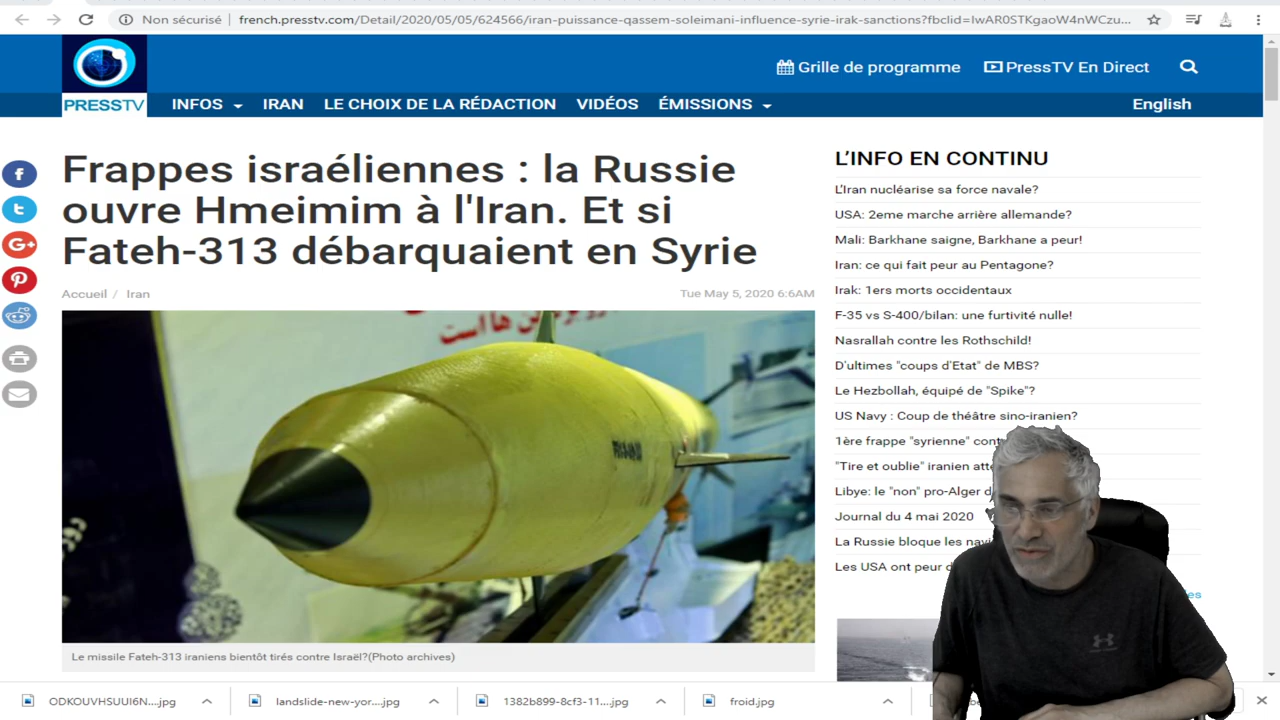 Non sécurisé | french.presstv.com/Detail/2020/05/05/624566/iran-puissance-qassem-soleimani-influence-syrie-irak-sanctions?fbclid=IwAR0STKgaoW4nWCzu...
Grille de programme PressTV En Direct
PRESSTV INFOS IRAN LE CHOIX DE LA RÉDACTION VIDÉOS ÉMISSIONS English
Frappes israéliennes : la Russie
ouvre Hmeimim à l'Iran. Et si
Fateh-313 débarquaient en Syrie
Accueil / Iran Tue May 5, 2020 6:6AM
Le missile Fateh-313 iraniens bientôt tirés contre Israël?(Photo archives)
L'INFO EN CONTINU
L'Iran nucléarise sa force navale?
USA: 2eme marche arrière allemande?
Mali: Barkhane saigne, Barkhane a peur!
Iran: ce qui fait peur au Pentagone?
Irak: 1ers morts occidentaux
F-35 vs S-400/bilan: une furtivité nulle!
Nasrallah contre les Rothschild!
D'ultimes "coups d'Etat" de MBS?
Le Hezbollah, équipé de "Spike"?
US Navy : Coup de théâtre sino-iranien?
1ère frappe "syrienne"
"Tire et oublie" iranien
Libye: le "non" pro-Alger
Journal du 4 mai 2020
La Russie bloque les
Les USA ont peur
ODKOUVHSUUI6N....jpg landslide-new-yor....jpg 1382b899-8cf3-11....jpg froid.jpg